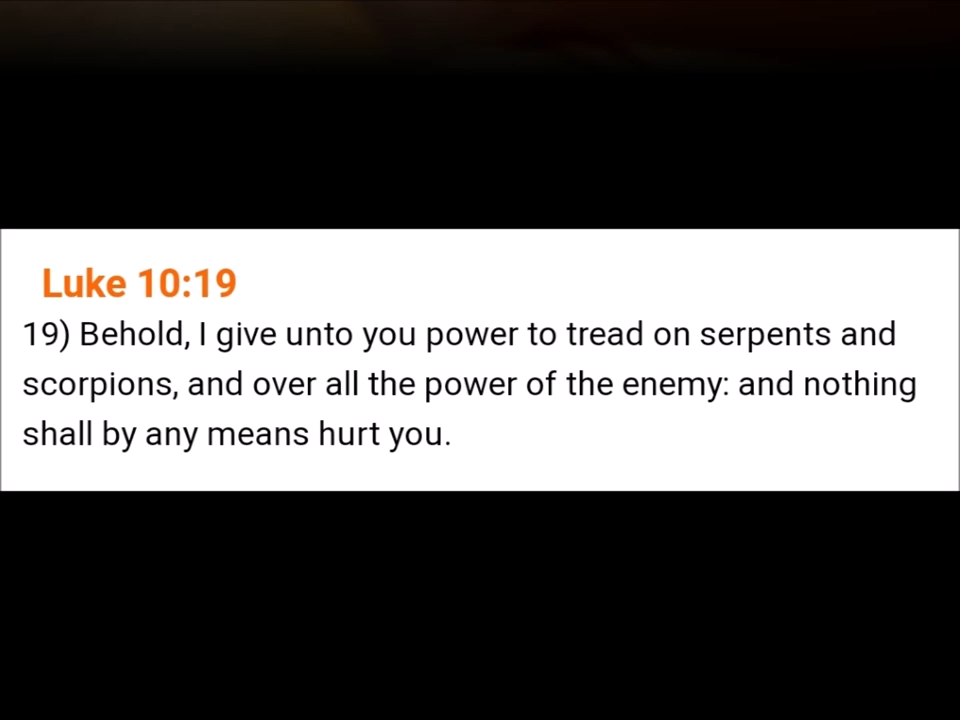 Luke 10:19
19) Behold, I give unto you power to tread on serpents and
scorpions, and over all the power of the enemy: and nothing
shall by any means hurt you.